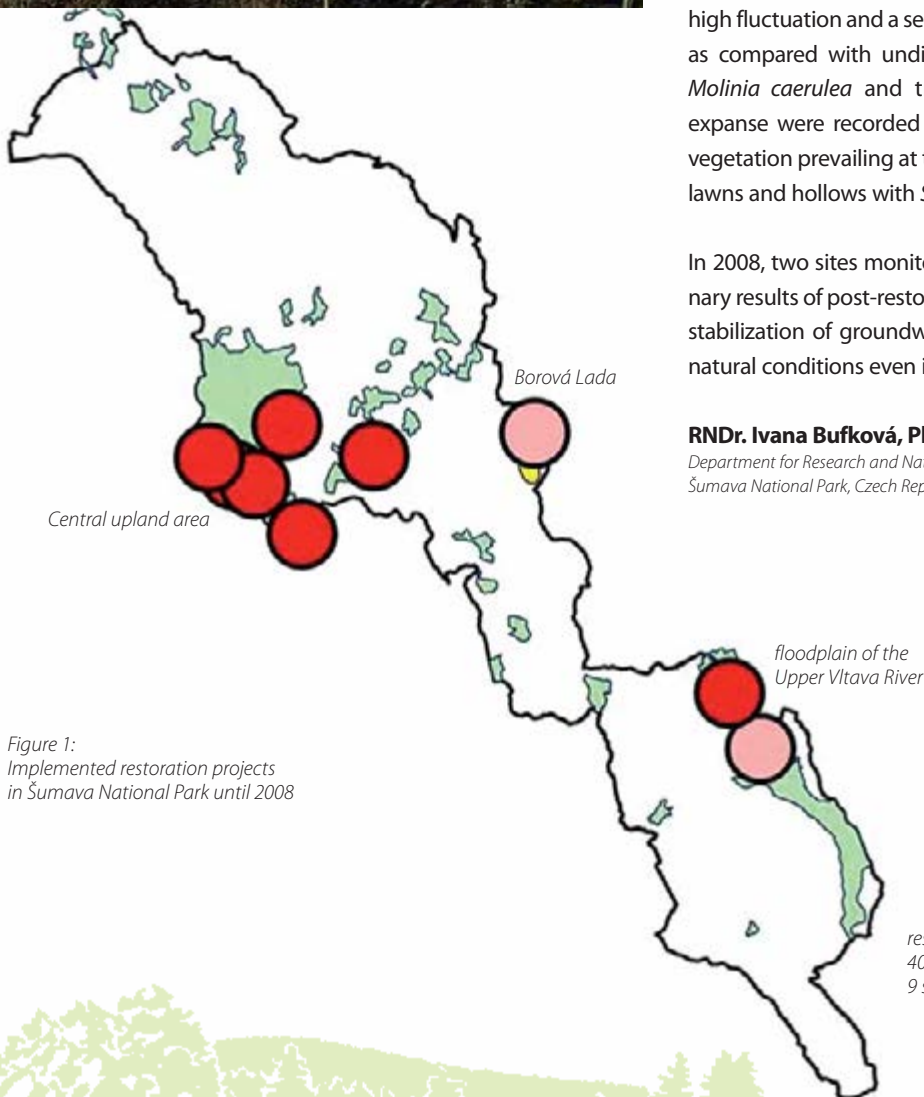 high fluctuation and a se
as compared with undi
Molinia caerulea and t
expanse were recorded
vegetation prevailing at
lawns and hollows with
In 2008, two sites monit
nary results of post-resto
stabilization of groundw
natural conditions even i
RNDr. Ivana Bufková, P
Department for Research and Na
Šumava National Park, Czech Rep
Borová Lada
Central upland area
floodplain of the
Upper Vltava River
Figure 1:
Implemented restoration projects
in Šumava National Park until 2008
re
40
9